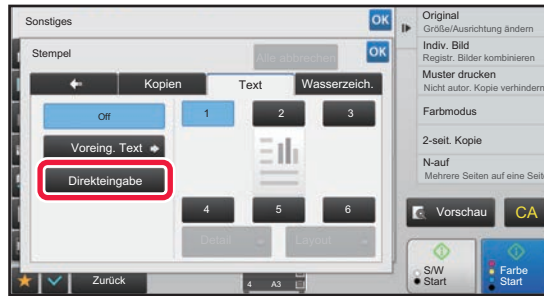 Sonstiges
OK
Stempel
Alle abbrechen
OK
Kopien
Text
Wasserzeich.
Off
Voreing. Text
Direkteingabe
1
2
3
4
5
6
Detail
Layout
Zurück
4 A3
Original
Größe/Ausrichtung ändern
Indiv. Bild
Registr. Bilder kombinieren
Muster drucken
Nicht autor. Kopie verhindern
Farbmodus
2-seit. Kopie
N-auf
Mehrere Seiten auf eine Seite
Vorschau
CA
S/W
Start
Farbe
Start